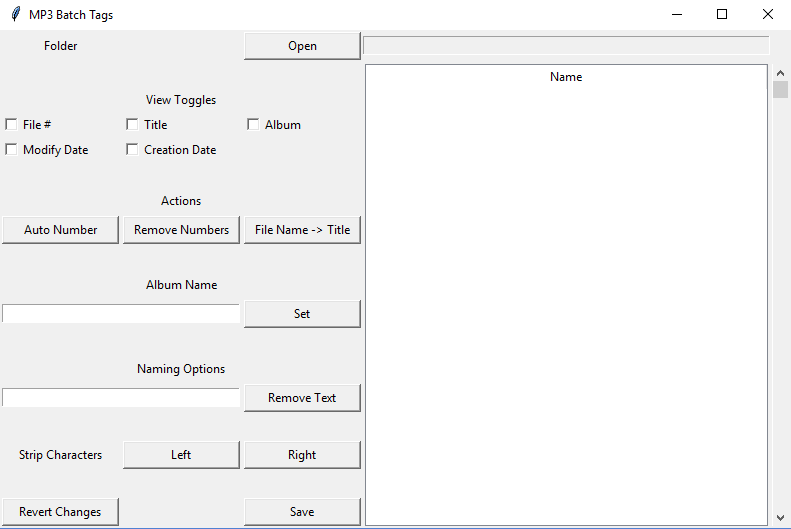 MP3 Batch Tags
Folder Open
Name
View Toggles
File # Title Album
Modify Date Creation Date
Actions
Auto Number Remove Numbers File Name -> Title
Album Name
Set
Naming Options
Remove Text
Strip Characters Left Right
Revert Changes Save